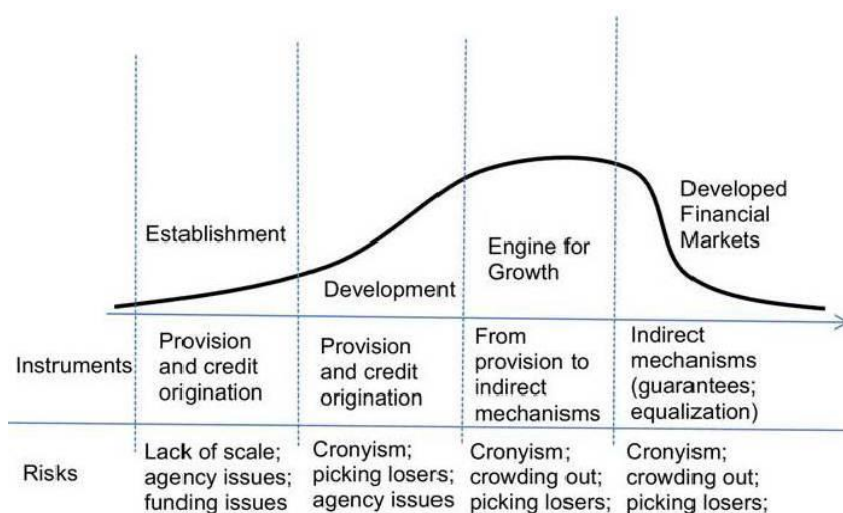 Establishment
Development
Engine for
Growth
Developed
Financial
Markets
Instruments
Provision
and credit
origination
Provision
and credit
origination
From
provision to
indirect
mechanisms
Indirect
mechanisms
(guarantees;
equalization)
Risks
Lack of scale;
agency issues;
funding issues
Cronyism;
picking losers;
agency issues
Cronyism;
crowding out;
picking losers;
Cronyism;
crowding out;
picking losers;